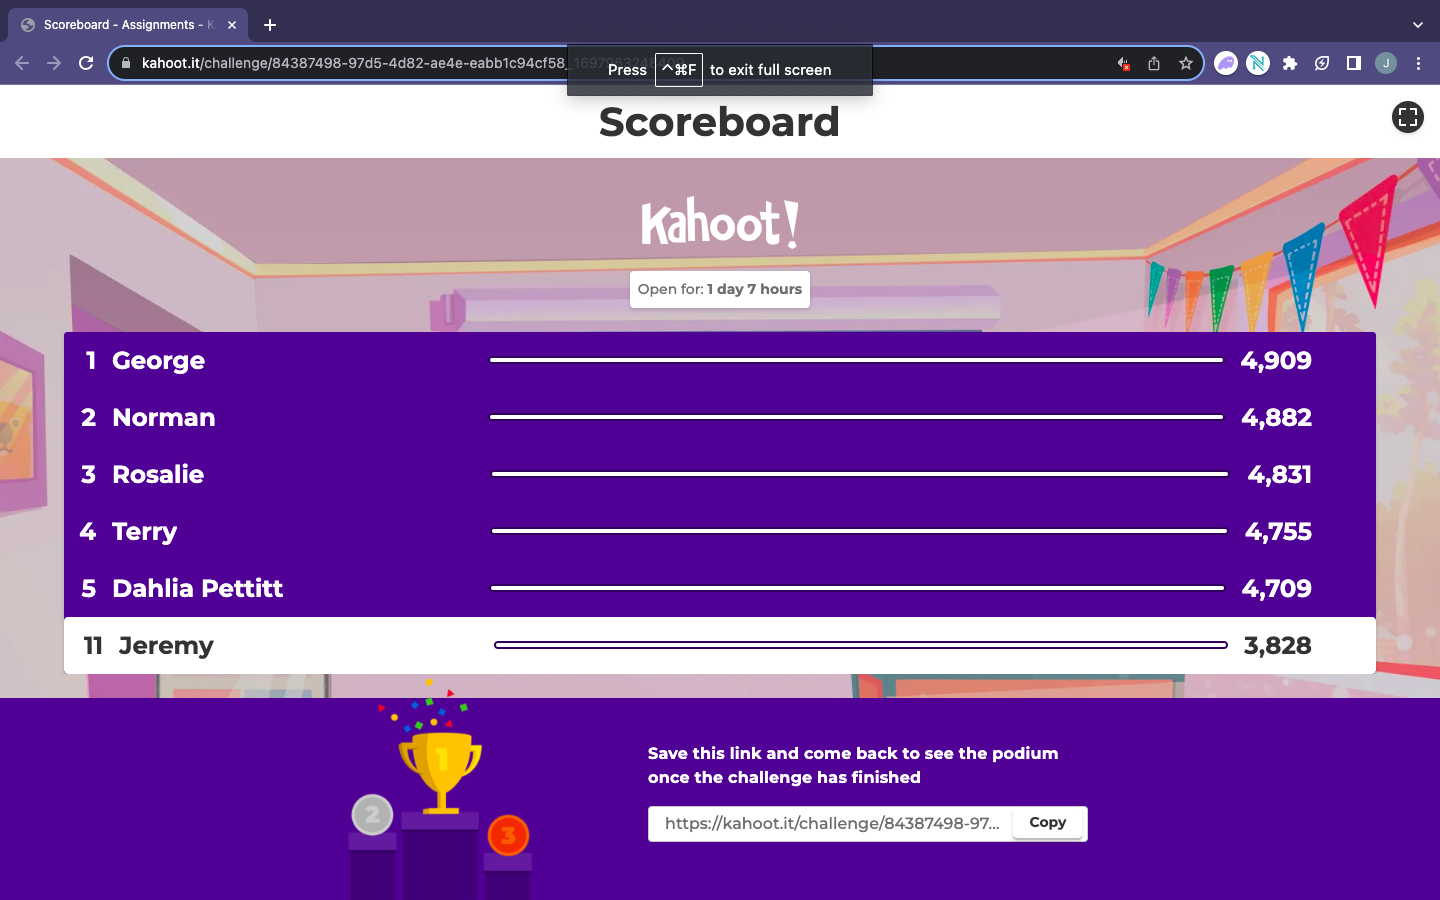 Scoreboard - Assignments - K
kahoot.it/challenge/84387498-97d5-4d82-ae4e-eabb1c94cf58_
Press ^⌘F to exit full screen
J
Scoreboard
Kahoot!
Open for: 1 day 7 hours
1 George 4,909
2 Norman 4,882
3 Rosalie 4,831
4 Terry 4,755
5 Dahlia Pettitt 4,709
11 Jeremy 3,828
1
2
3
Save this link and come back to see the podium
once the challenge has finished
https://kahoot.it/challenge/84387498-97... Copy